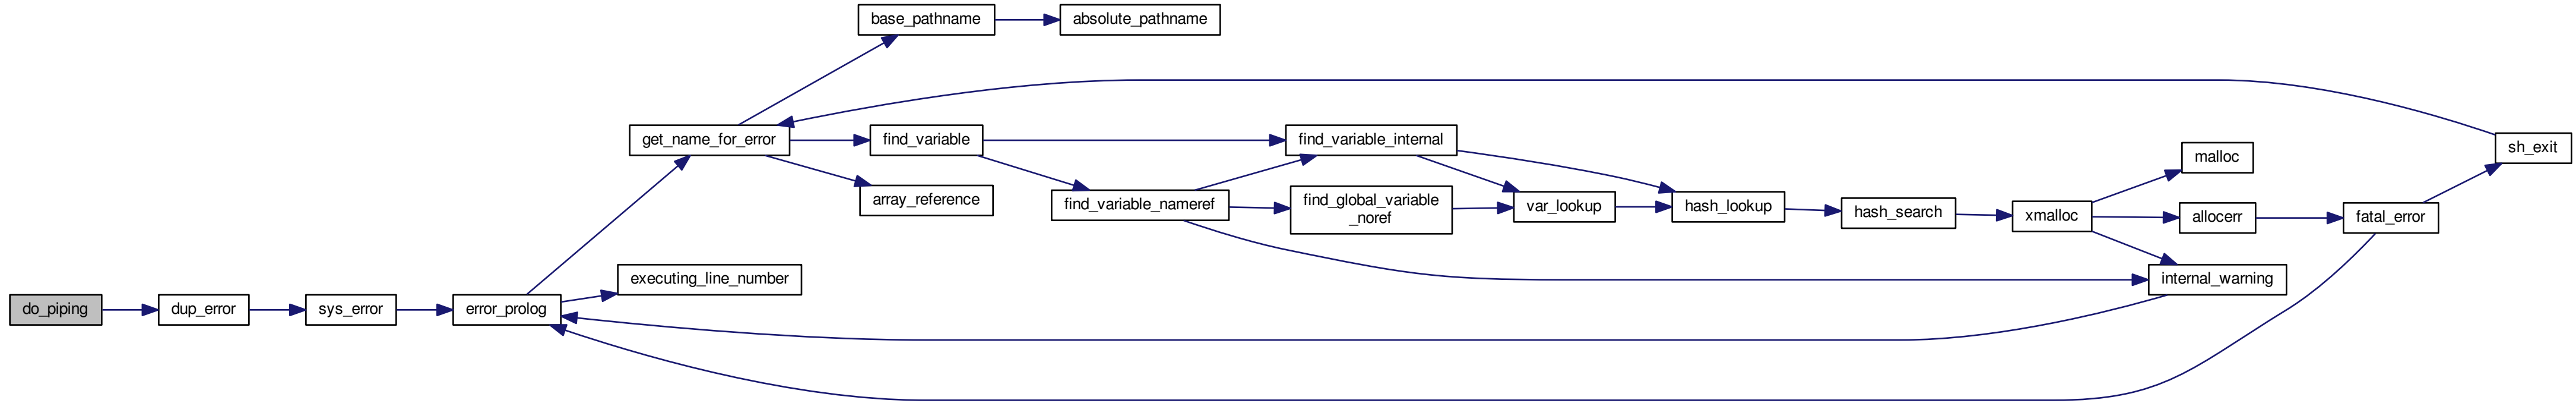 base_pathname
absolute_pathname
get_name_for_error
find_variable
find_variable_internal
array_reference
find_variable_nameref
find_global_variable
_noref
var_lookup
hash_lookup
hash_search
xmalloc
malloc
allocerr
fatal_error
sh_exit
internal_warning
executing_line_number
do_piping
dup_error
sys_error
error_prolog